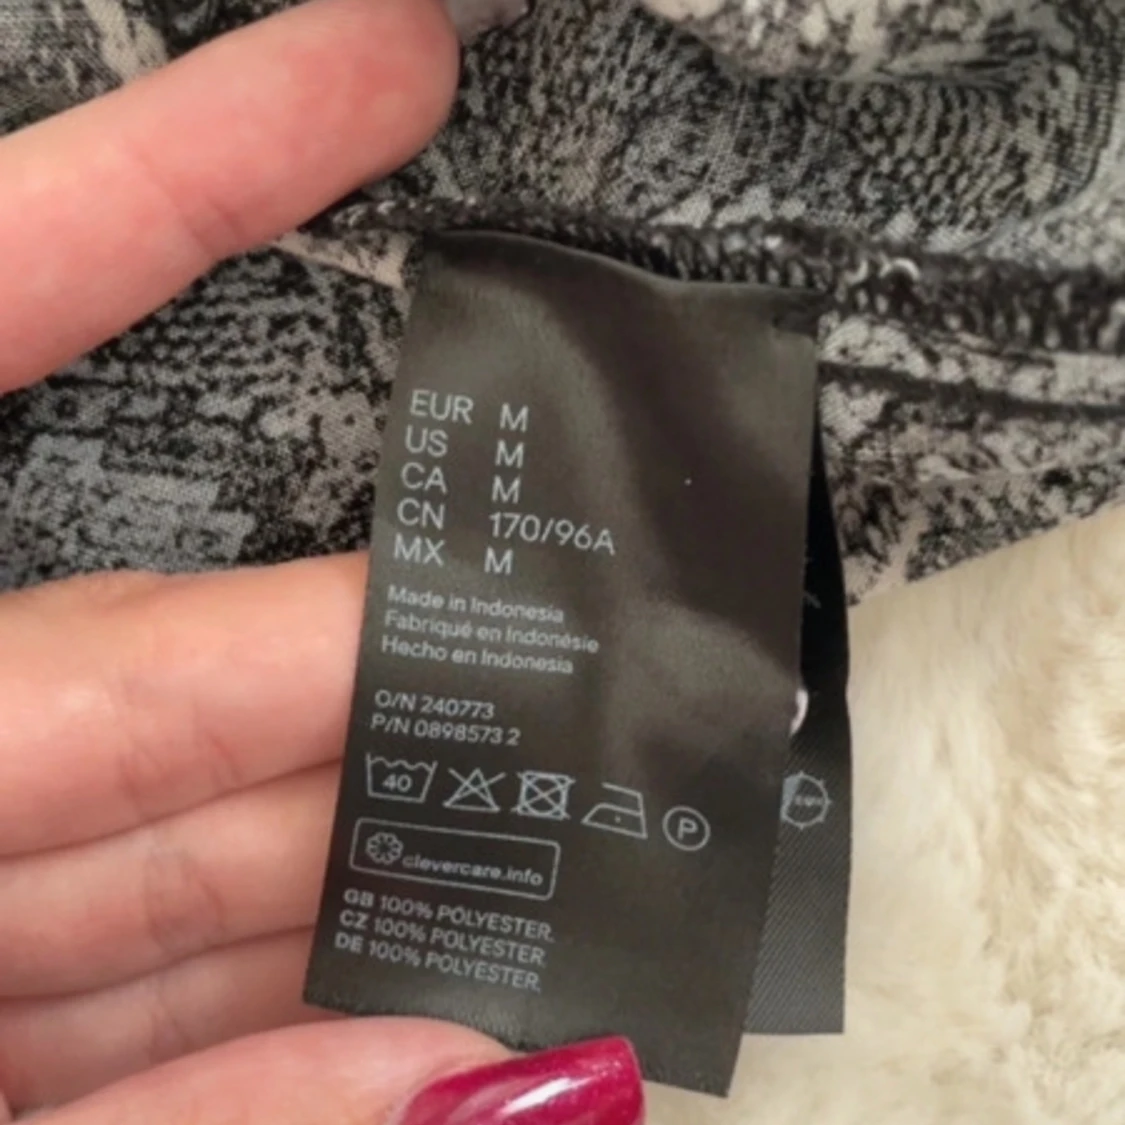 EUR M
US M
CA M
CN 170/96A
MX M
Made in Indonesia
Fabriqué en Indonésie
Hecho en Indonesia
O/N 240773
P/N 0898573 2
40
P
clevercare.info
GB 100% POLYESTER.
CZ 100% POLYESTER.
DE 100% POLYESTER.